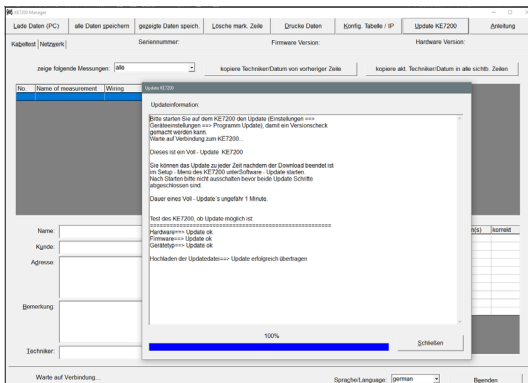 KE7200 Manager
Lade Daten (PC)
alle Daten speichern
gezeigte Daten speich.
Lösche mark. Zeile
Drucke Daten
Konfig. Tabelle / IP
Update KE7200
Anleitung
Kabeltest
Netzwerk
Seriennummer:
Firmware Version:
Hardware Version:
zeige folgende Messungen:
alle
kopiere Techniker/Datum von vorheriger Zeile
kopiere akt. Techniker/Datum in alle sichtb. Zeilen
No.
Name of measurement
Wiring
Update KE7200
Updateinformation:
Bitte starten Sie auf dem KE7200 den Update (Einstellungen ==>
Geräteeinstellungen ==> Programm Update), damit ein Versionscheck
gemacht werden kann.
Warte auf Verbindung zum KE7200...
Dieses ist ein Voll - Update KE7200
Sie können das Update zu jeder Zeit nachdem der Download beendet ist
im Setup - Menü des KE7200 unterSoftware - Update starten.
Nach Starten bitte nicht ausschalten bevor beide Update Schritte
abgeschlossen sind.
Dauer eines Voll - Update´s ungefähr 1 Minute.
Test des KE7200, ob Update möglich ist
==================================================
Hardware==> Update ok
Firmware==> Update ok
Gerätetyp==> Update ok
Hochladen der Updatedatei==> Update erfolgreich übertragen
100%
Schließen
Name:
Kunde:
Adresse:
Bemerkung:
Techniker:
n(s)
korrekt
Warte auf Verbindung...
Sprache/Language:
german
Beenden